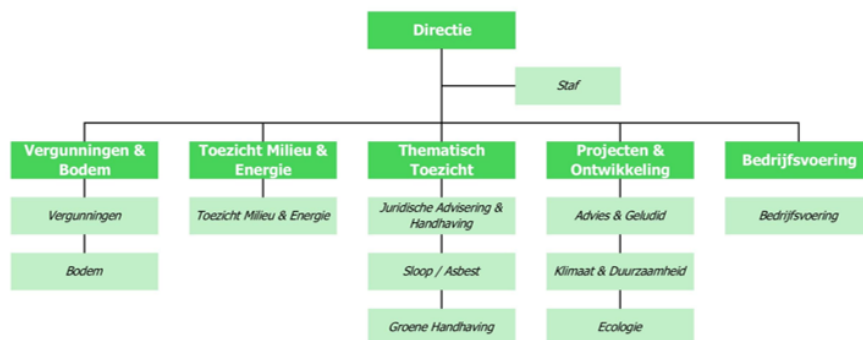 Directie
Staf
Vergunningen &
Bodem
Toezicht Milieu &
Energie
Thematisch
Toezicht
Projecten &
Ontwikkeling
Bedrijfsvoering
Vergunningen
Toezicht Milieu & Energie
Juridische Advisering &
Handhaving
Advies & Geludid
Bedrijfsvoering
Bodem
Sloop / Asbest
Klimaat & Duurzaamheid
Groene Handhaving
Ecologie